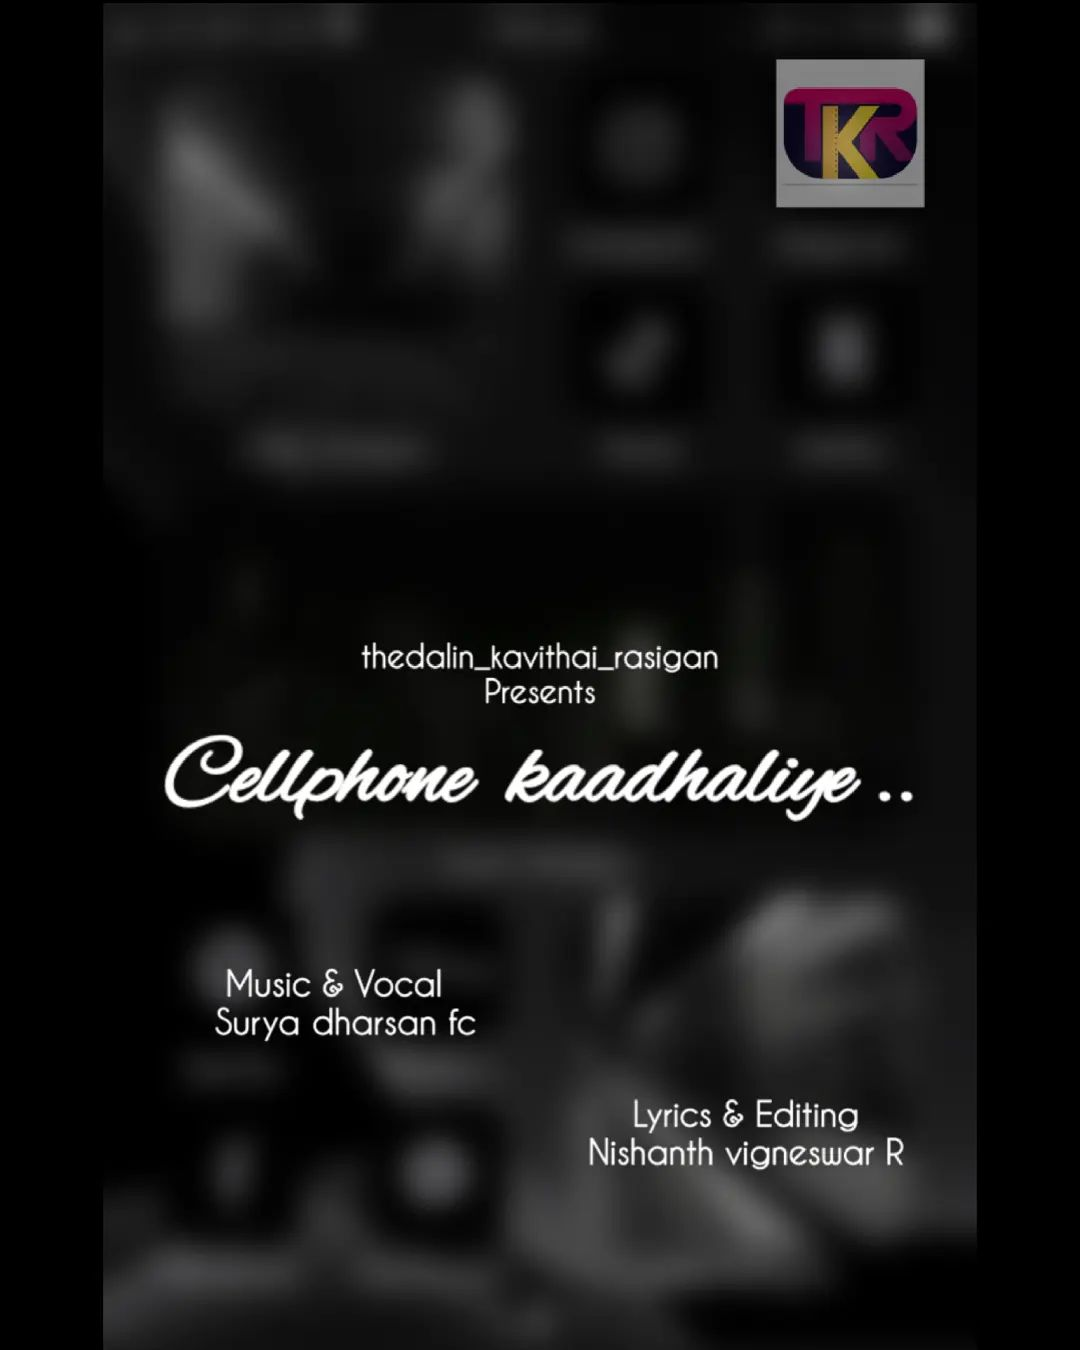 TKR
thedalin_kavithai_rasigan
Presents
Cellphone kaadhaliye ..
Music & Vocal
Surya dharsan fc
Lyrics & Editing
Nishanth vigneswar R